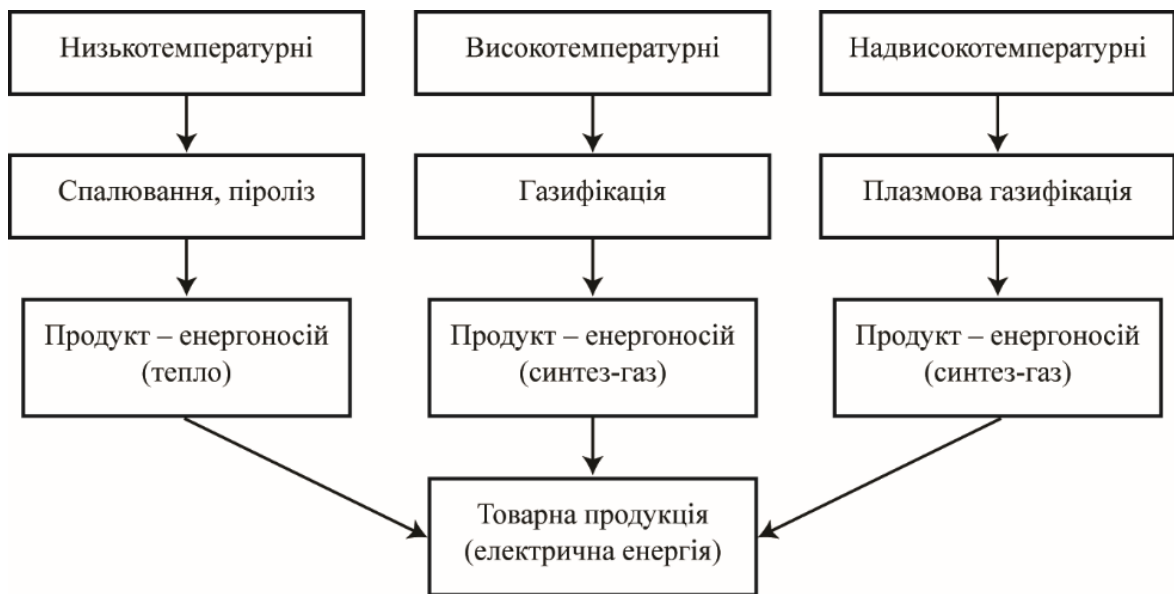 Низькотемпературні
Високотемпературні
Надвисокотемпературні
Спалювання, піроліз
Газифікація
Плазмова газифікація
Продукт – енергоносій
(тепло)
Продукт – енергоносій
(синтез-газ)
Продукт – енергоносій
(синтез-газ)
Товарна продукція
(електрична енергія)